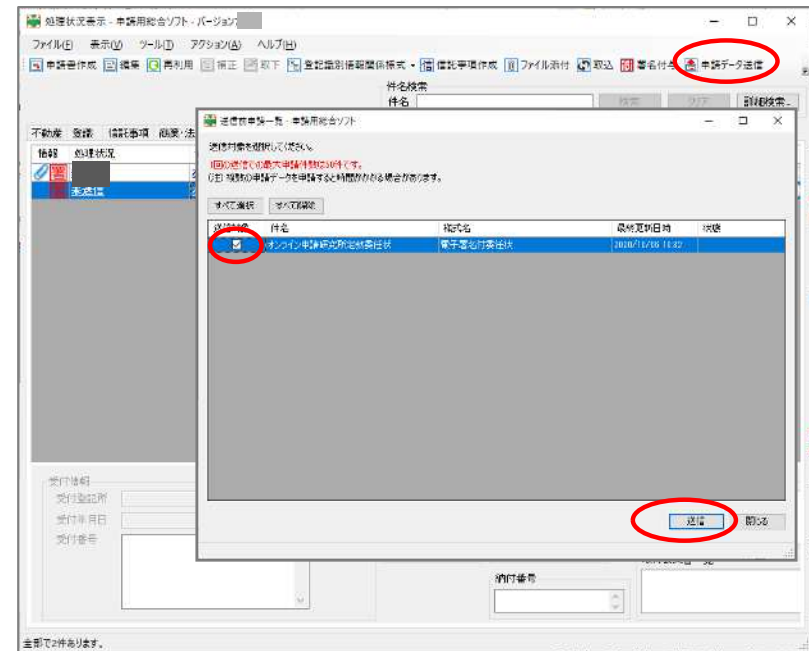 処理状況表示 - 申請用総合ソフト - バージョン
ファイル(F) 表示(V) ツール(T) アクション(A) ヘルプ(H)
申請書作成 編集 再利用 補正 取下 登記識別情報関係様式 信託事項作成 ファイル添付 取込 署名付与 申請データ送信
件名検索
件名
検索 クリア 詳細検索
不動産 登識 信託事項 商業・法
情報 処理状況
未送信
送信前申請一覧 - 申請用総合ソフト
送信対象を選択してください。
1回の送信での最大申請件数は50件です。
(注) 複数の申請データを申請すると時間がかかる場合があります。
すべて選択 すべて解除
送信対象 件名 様式名 最終更新日時 状態
オンライン申請研究所定款委任状 電子署名付委任状
送信 閉じる
受付情報
受付登記所
受付年月日
受付番号
納付番号
全部で2件あります。